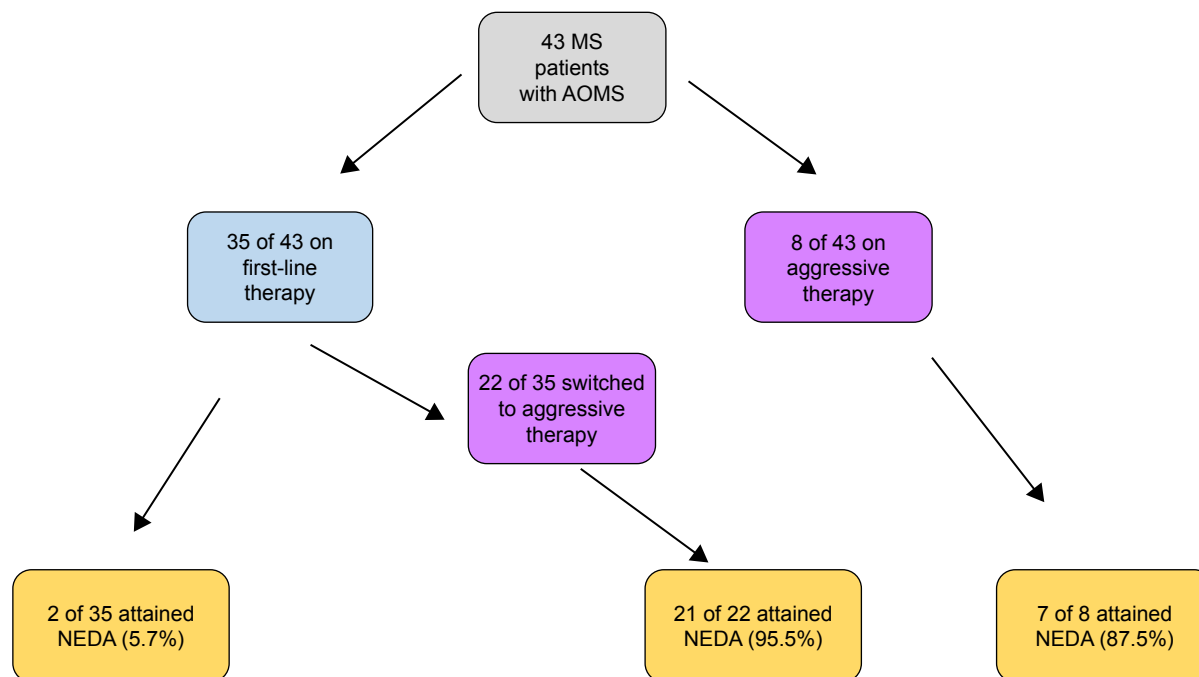 43 MS
patients
with AOMS
35 of 43 on
first-line
therapy
8 of 43 on
aggressive
therapy
22 of 35 switched
to aggressive
therapy
2 of 35 attained
NEDA (5.7%)
21 of 22 attained
NEDA (95.5%)
7 of 8 attained
NEDA (87.5%)